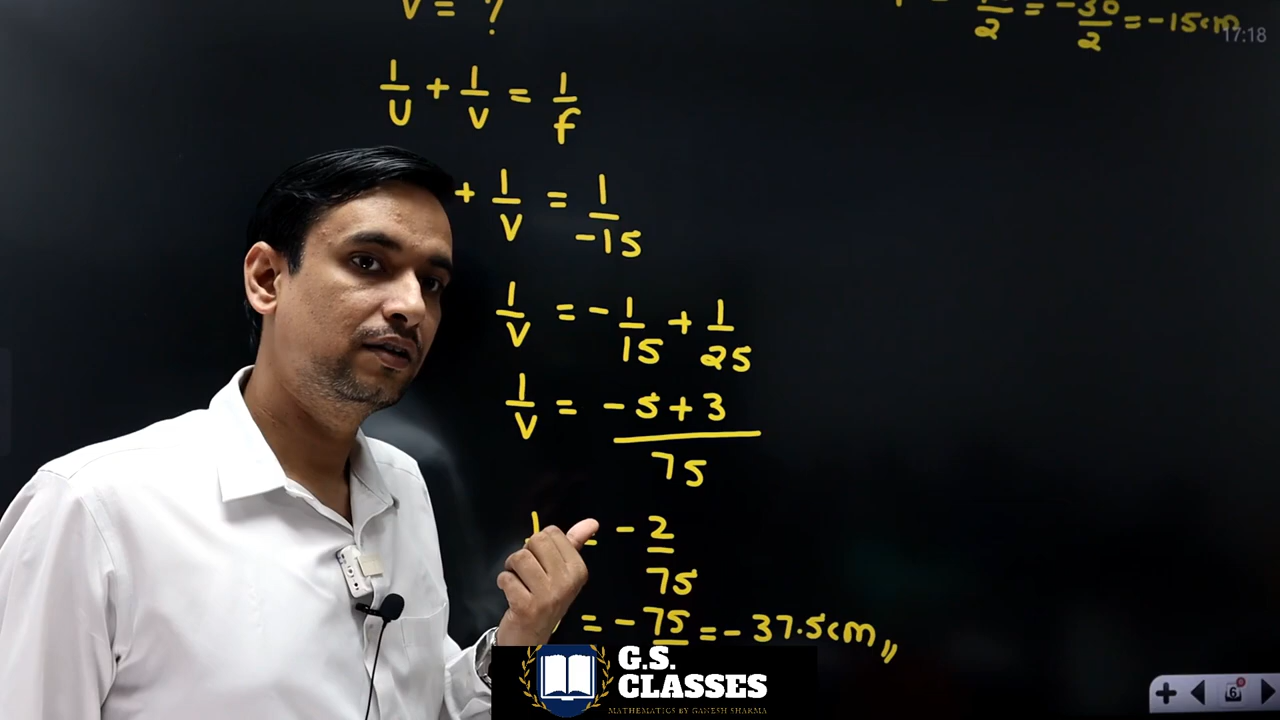 v = ?
= -30/2 = -15cm
17:18
1/u + 1/v = 1/f
+ 1/v = 1/-15
1/v = - 1/15 + 1/25
1/v = -5+3/75
= -2/75
= -75 = -37.5cm,,
G.S.
CLASSES
MATHEMATICS BY GANESH SHARMA
6